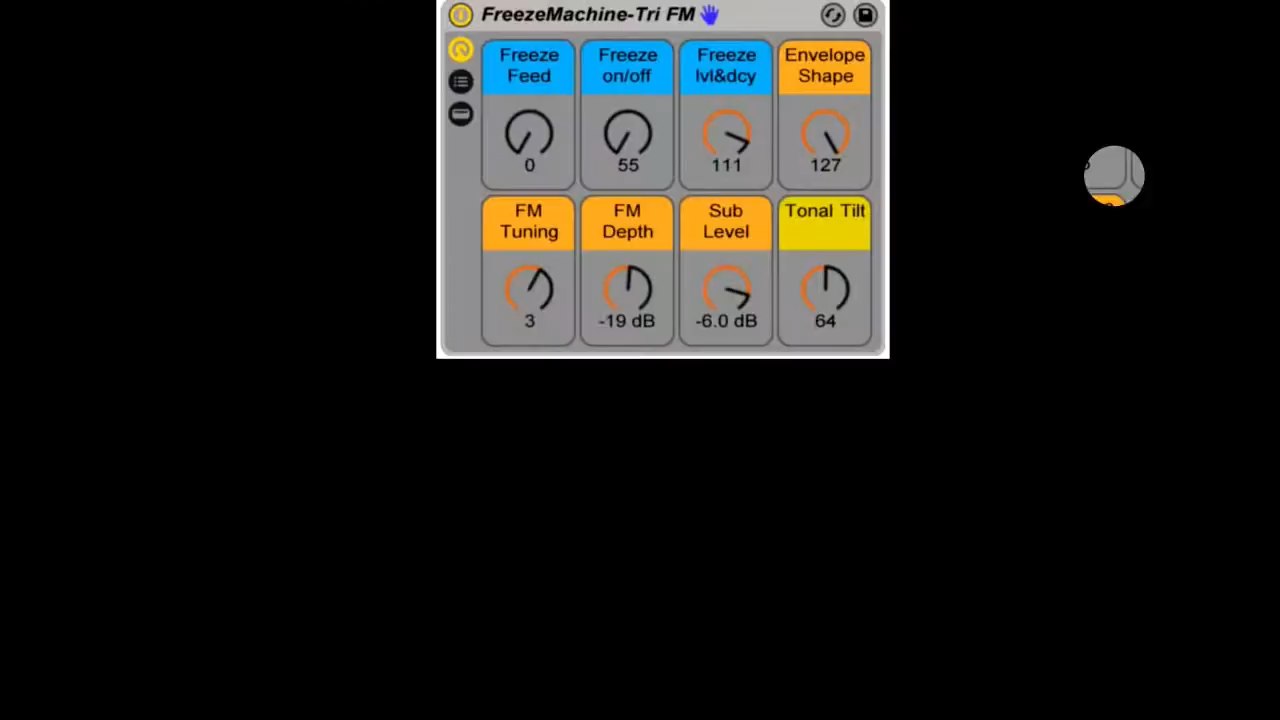 FreezeMachine-Tri FM
Freeze Feed
Freeze on/off
Freeze lvl&dcy
Envelope Shape
0
55
111
127
FM Tuning
FM Depth
Sub Level
Tonal Tilt
3
-19 dB
-6.0 dB
64